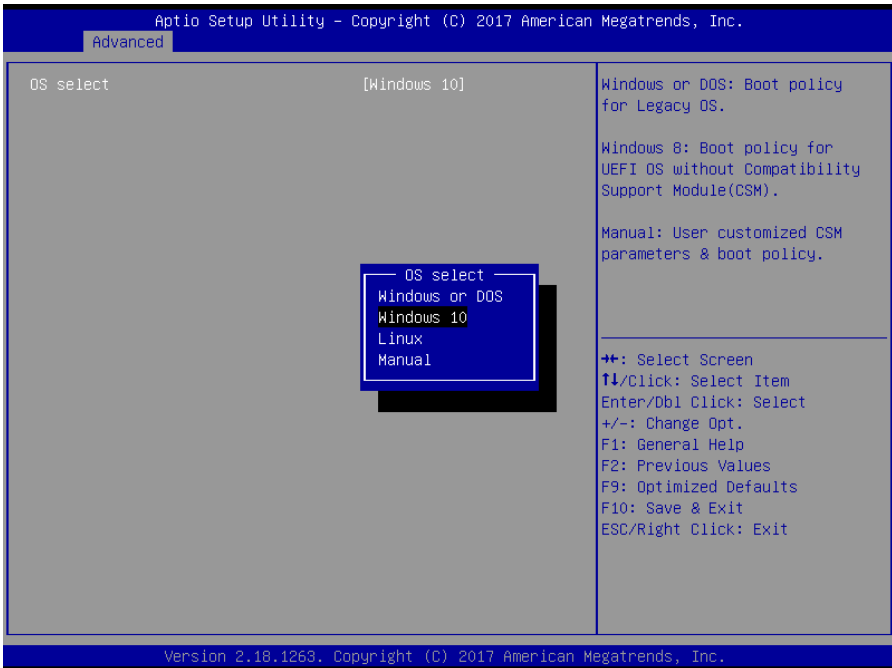 Aptio Setup Utility – Copyright (C) 2017 American Megatrends, Inc.
Advanced
OS select [Windows 10]
Windows or DOS: Boot policy
for Legacy OS.
Windows 8: Boot policy for
UEFI OS without Compatibility
Support Module(CSM).
Manual: User customized CSM
parameters & boot policy.
OS select
Windows or DOS
Windows 10
Linux
Manual
→←: Select Screen
↑↓/Click: Select Item
Enter/Dbl Click: Select
+/-: Change Opt.
F1: General Help
F2: Previous Values
F9: Optimized Defaults
F10: Save & Exit
ESC/Right Click: Exit
Version 2.18.1263. Copyright (C) 2017 American Megatrends, Inc.